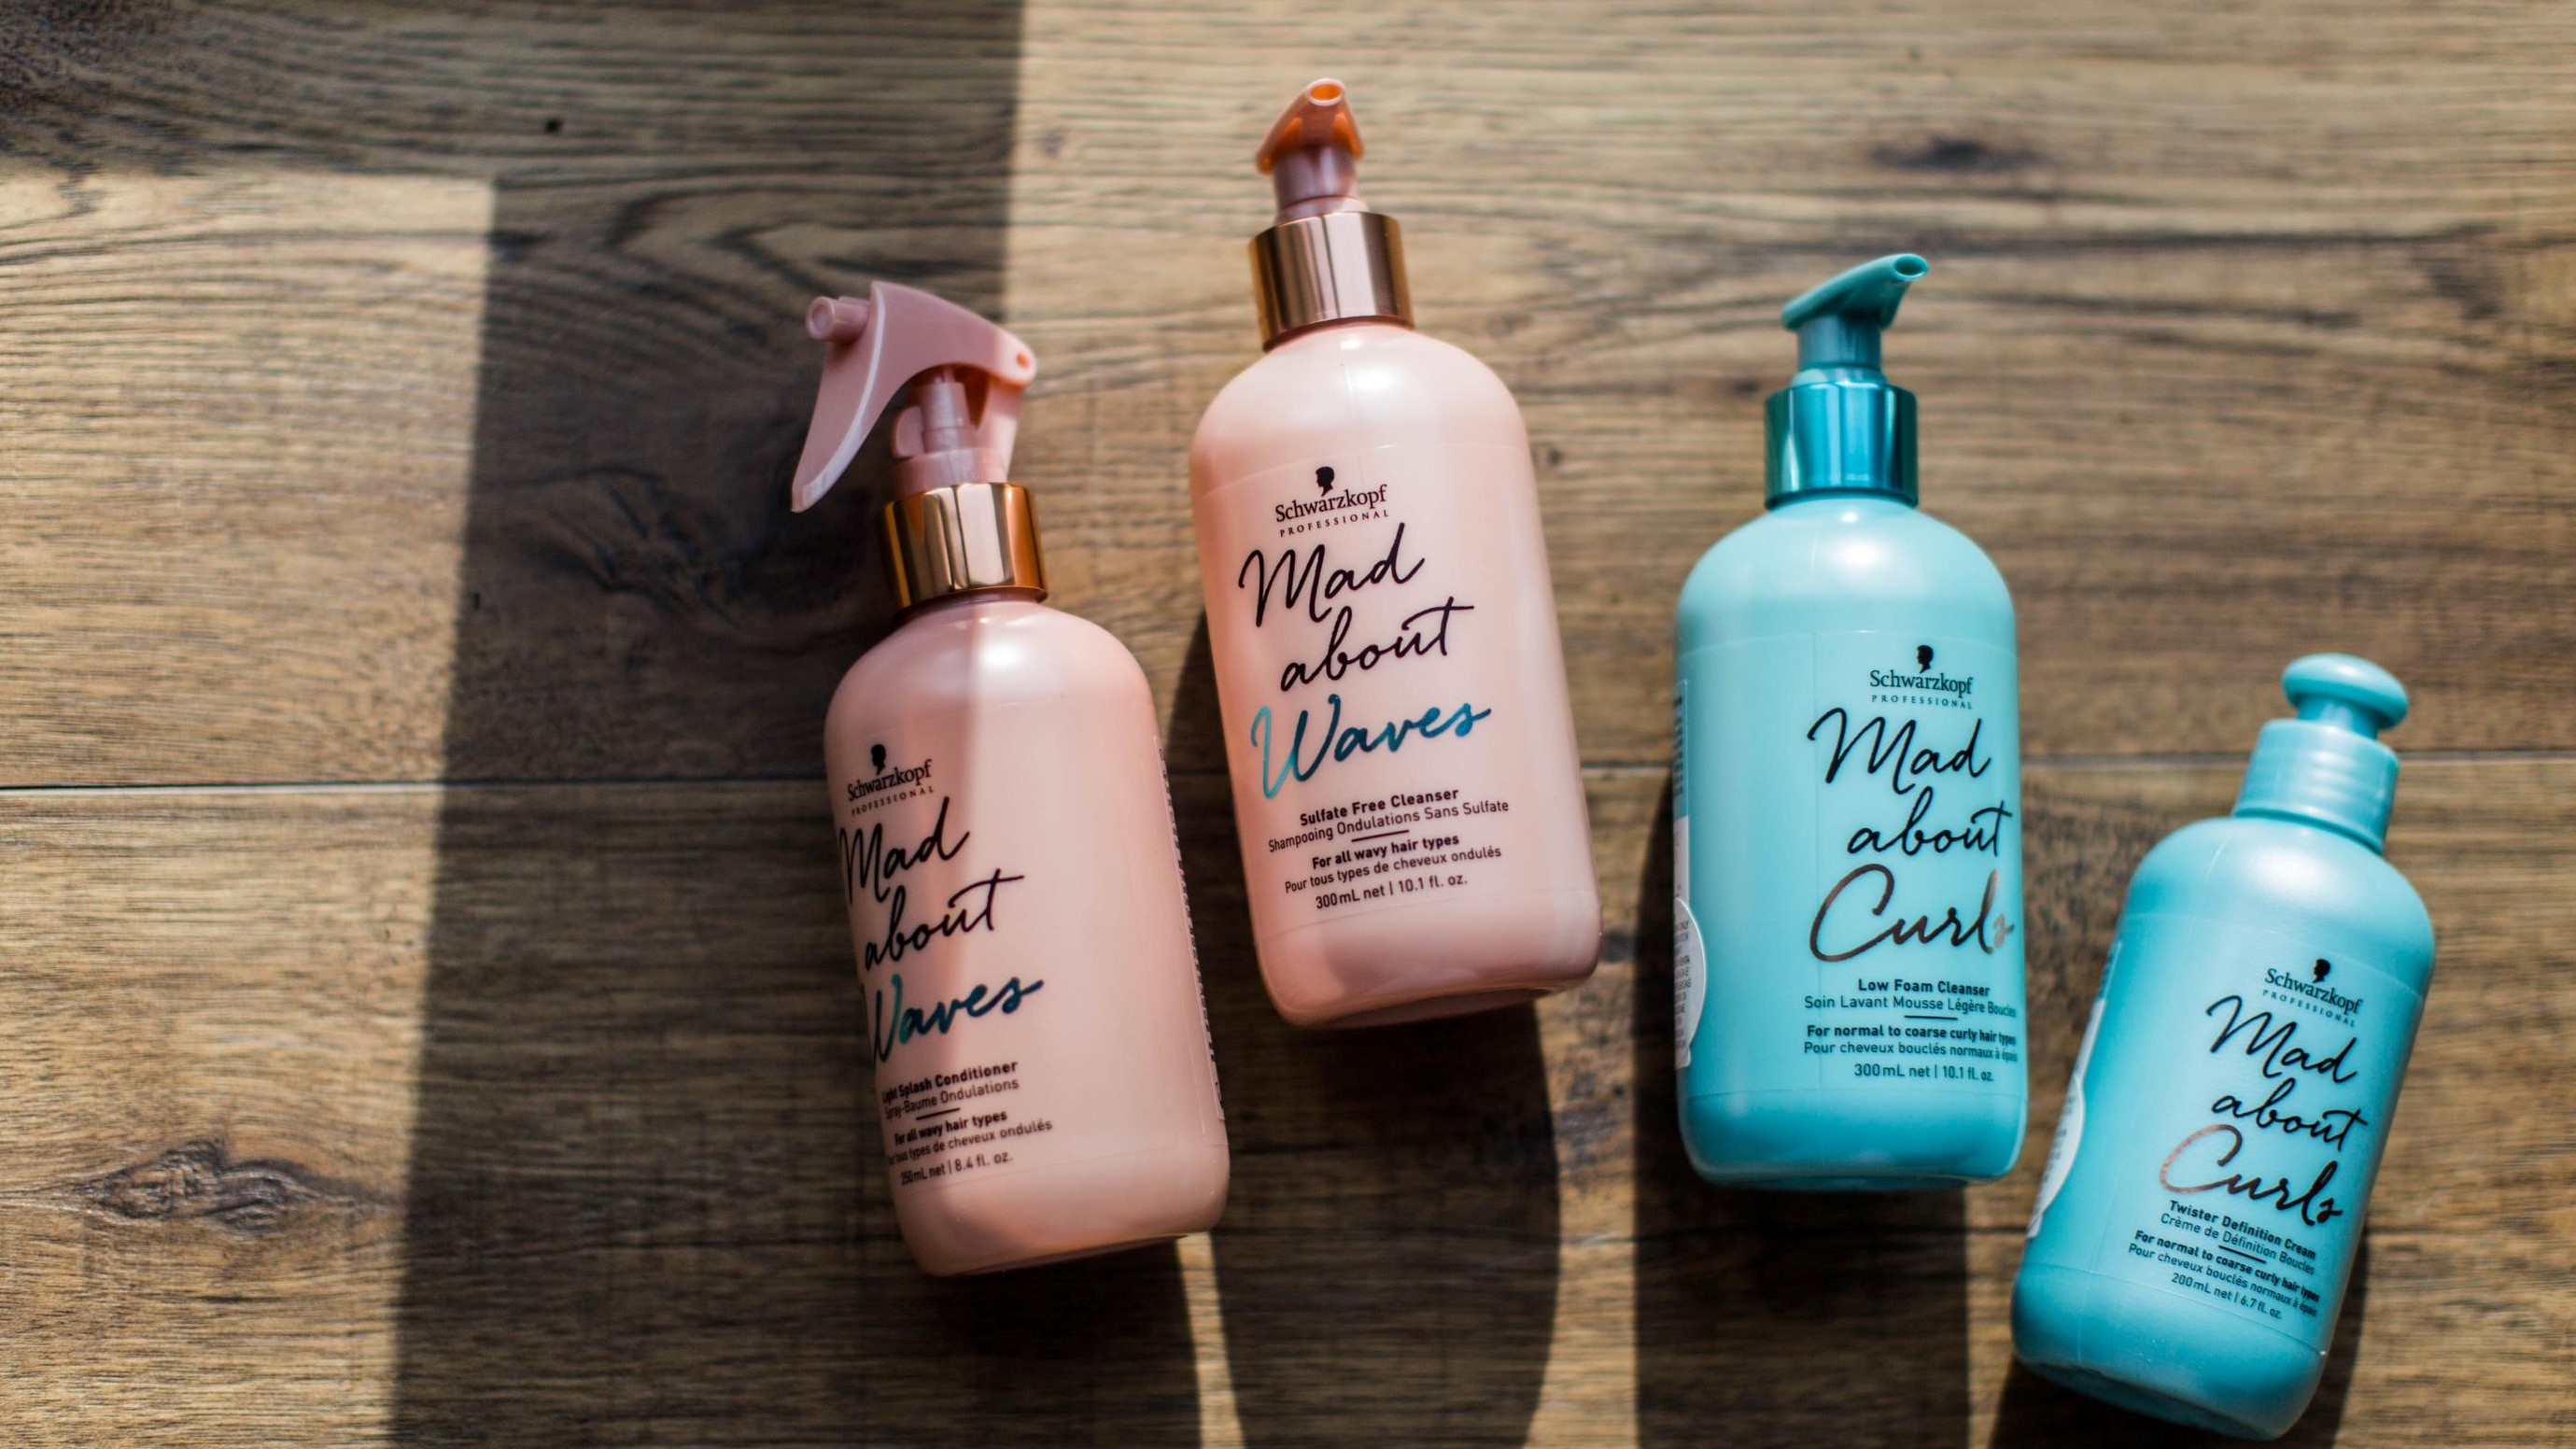 Schwarzkopf
PROFESSIONAL
Mad
about
Waves
Light Splash Conditioner
Spray-Baume Ondulations
For all wavy hair types
tous types de cheveux ondulés
250mL net | 8.4 fl. oz.
Schwarzkopf
PROFESSIONAL
Mad
about
Waves
Sulfate Free Cleanser
Shampooing Ondulations Sans Sulfate
For all wavy hair types
Pour tous types de cheveux ondulés
300mL net | 10.1 fl. oz.
Schwarzkopf
PROFESSIONAL
Mad
about
Curls
Low Foam Cleanser
Soin Lavant Mousse Légère Boucles
For normal to coarse curly hair types
Pour cheveux bouclés normaux à épais
300mL net | 10.1 fl. oz.
Schwarzkopf
PROFESSIONAL
Mad
about
Curls
Twister Definition Cream
Crème de Définition Boucles
For normal to coarse curly hair types
Pour cheveux bouclés normaux à épais
200mL net | 6.7 fl. oz.